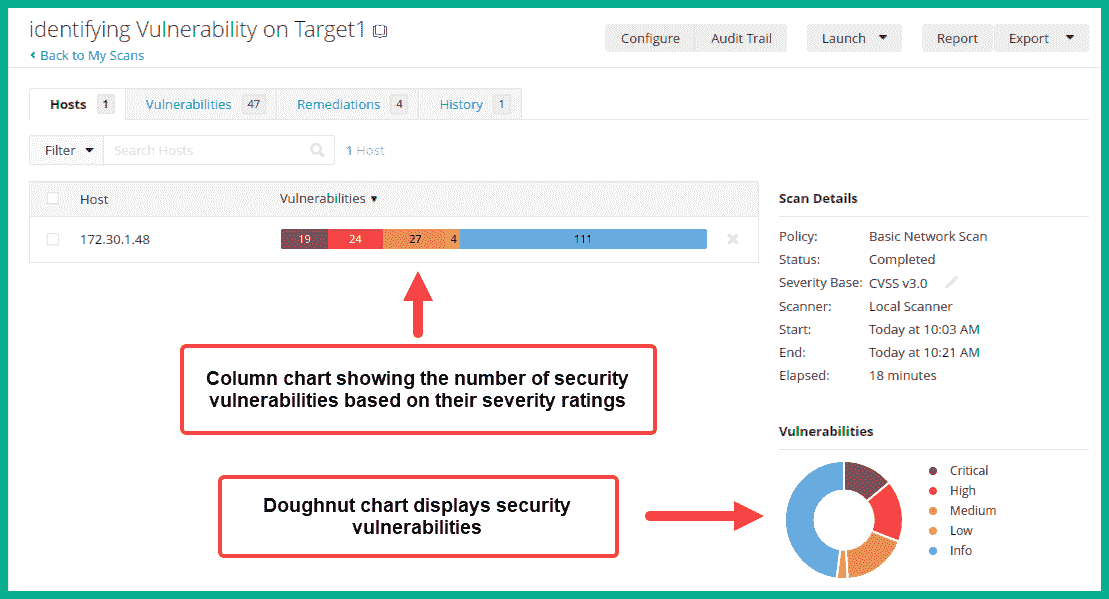 identifying Vulnerability on Target1
Back to My Scans
Configure
Audit Trail
Launch
Report
Export
Hosts 1
Vulnerabilities 47
Remediations 4
History 1
Filter
Search Hosts
1 Host
Host
Vulnerabilities
172.30.1.48
19
24
27
4
111
Column chart showing the number of security
vulnerabilities based on their severity ratings
Doughnut chart displays security
vulnerabilities
Scan Details
Policy: Basic Network Scan
Status: Completed
Severity Base: CVSS v3.0
Scanner: Local Scanner
Start: Today at 10:03 AM
End: Today at 10:21 AM
Elapsed: 18 minutes
Vulnerabilities
Critical
High
Medium
Low
Info